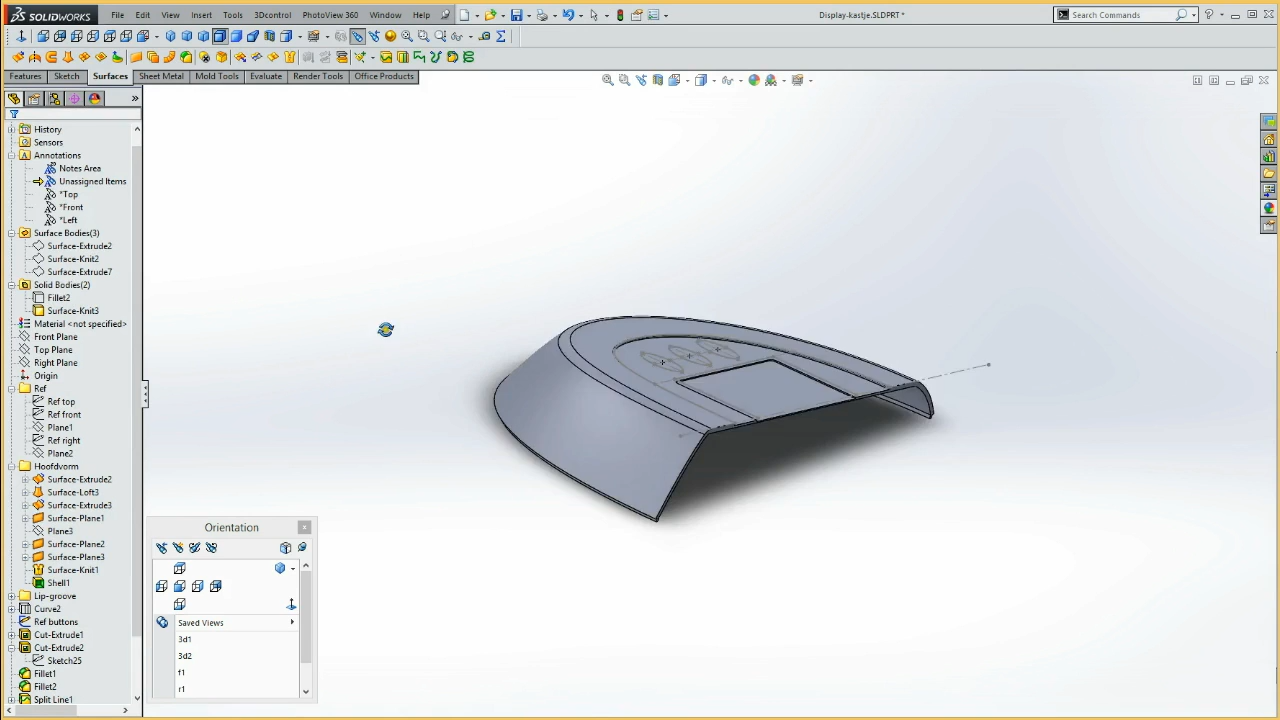 SOLIDWORKS File Edit View Insert Tools 3Dcontrol PhotoView 360 Window Help Display-kastje.SLDPRT * Search Commands
Features Sketch Surfaces Sheet Metal Mold Tools Evaluate Render Tools Office Products
History
Sensors
Annotations
Notes Area
Unassigned Items
*Top
*Front
*Left
Surface Bodies(3)
Surface-Extrude2
Surface-Knit2
Surface-Extrude7
Solid Bodies(2)
Fillet2
Surface-Knit3
Material <not specified>
Front Plane
Top Plane
Right Plane
Origin
Ref
Ref top
Ref front
Plane1
Ref right
Plane2
Hoofdvorm
Surface-Extrude2
Surface-Loft3
Surface-Extrude3
Surface-Plane1
Plane3
Surface-Plane2
Surface-Plane3
Surface-Knit1
Shell1
Lip-groove
Curve2
Ref buttons
Cut-Extrude1
Cut-Extrude2
Sketch25
Fillet1
Fillet2
Split Line1
Orientation
Saved Views
3d1
3d2
f1
r1